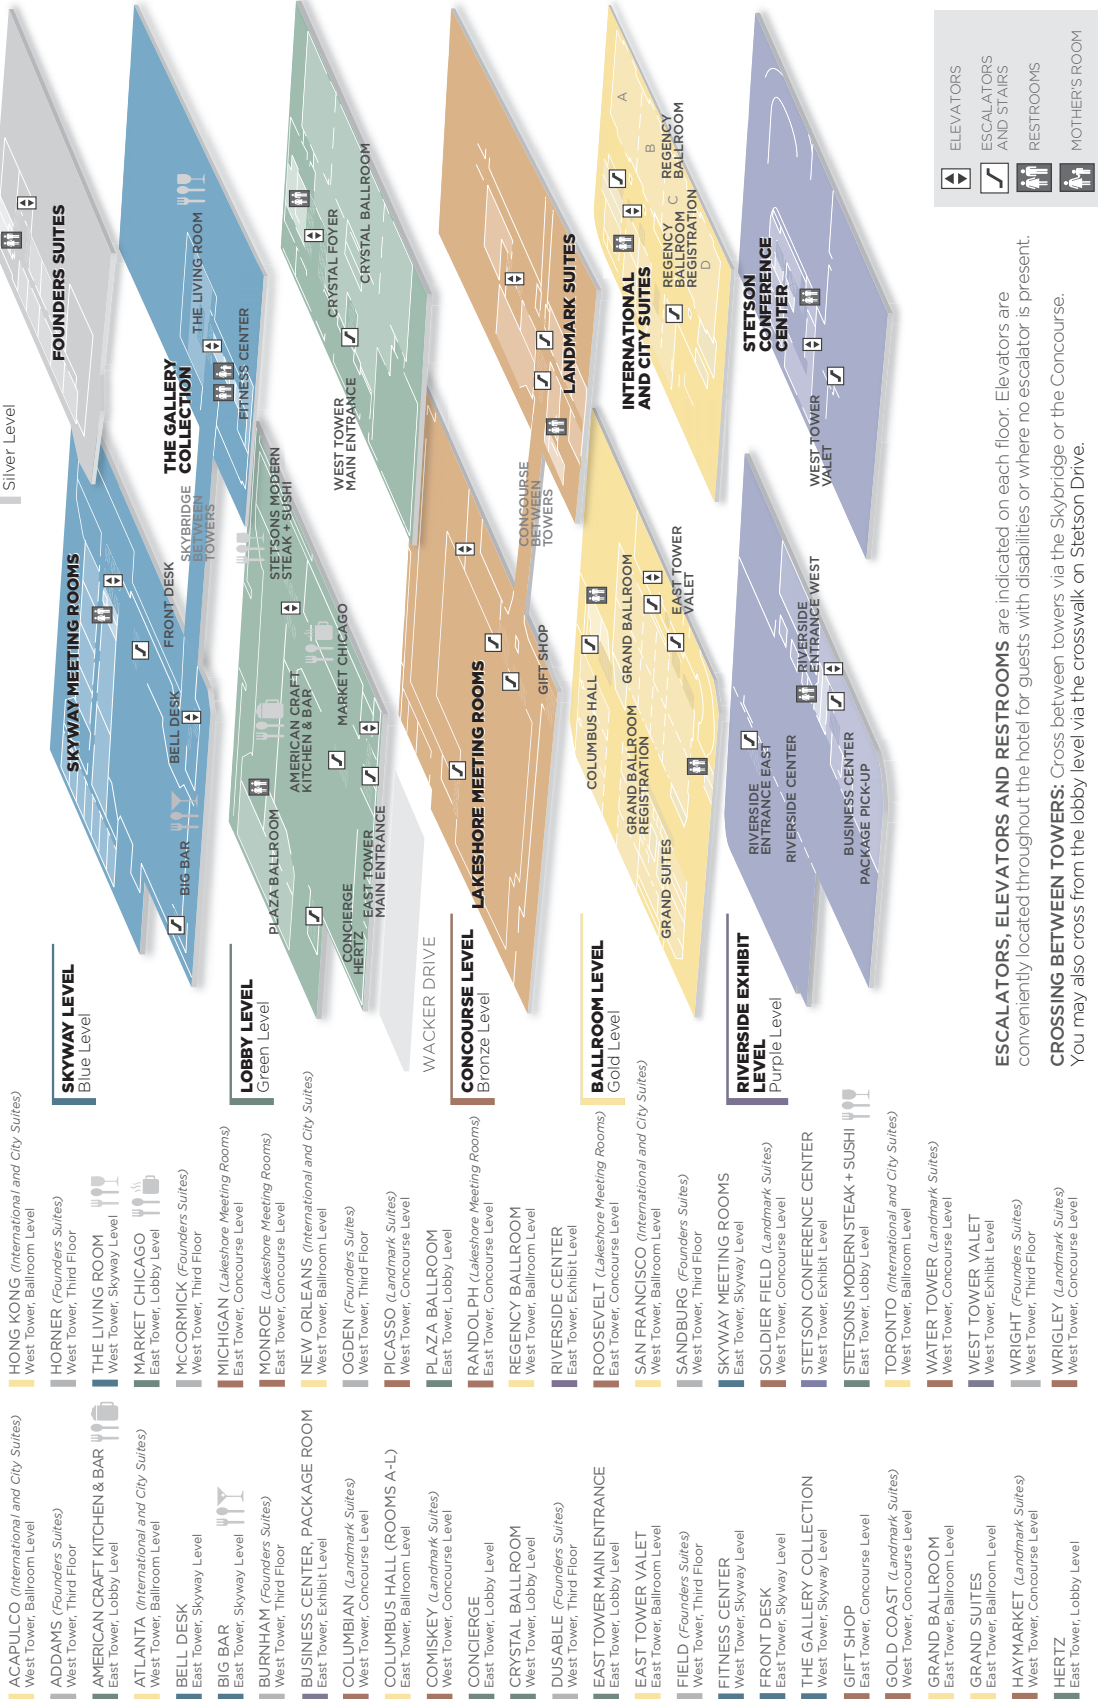 ACAPULCO (International and City Suites)
West Tower, Ballroom Level
ADDAMS (Founders Suites)
West Tower, Third Floor
AMERICAN CRAFT KITCHEN & BAR
East Tower, Lobby Level
ATLANTA (International and City Suites)
West Tower, Ballroom Level
BELL DESK
East Tower, Skyway Level
BIG BAR
East Tower, Skyway Level
BURNHAM (Founders Suites)
West Tower, Third Floor
BUSINESS CENTER, PACKAGE ROOM
East Tower, Exhibit Level
COLUMBIAN (Landmark Suites)
West Tower, Concourse Level
COLUMBUS HALL (ROOMS A-L)
East Tower, Ballroom Level
COMISKEY (Landmark Suites)
West Tower, Concourse Level
CONCIERGE
East Tower, Lobby Level
CRYSTAL BALLROOM
West Tower, Lobby Level
DUSABLE (Founders Suites)
West Tower, Third Floor
EAST TOWER MAIN ENTRANCE
East Tower, Lobby Level
EAST TOWER VALET
East Tower, Ballroom Level
FIELD (Founders Suites)
West Tower, Third Floor
FITNESS CENTER
West Tower, Skyway Level
FRONT DESK
East Tower, Skyway Level
THE GALLERY COLLECTION
West Tower, Skyway Level
GIFT SHOP
East Tower, Concourse Level
GOLD COAST (Landmark Suites)
West Tower, Concourse Level
GRAND BALLROOM
East Tower, Ballroom Level
GRAND SUITES
East Tower, Ballroom Level
HAYMARKET (Landmark Suites)
West Tower, Concourse Level
HERTZ
East Tower, Lobby Level
HONG KONG (International and City Suites)
West Tower, Ballroom Level
HORNER (Founders Suites)
West Tower, Third Floor
THE LIVING ROOM
West Tower, Skyway Level
MARKET CHICAGO
East Tower, Lobby Level
McCORMICK (Founders Suites)
West Tower, Third Floor
MICHIGAN (Lakeshore Meeting Rooms)
East Tower, Concourse Level
MONROE (Lakeshore Meeting Rooms)
East Tower, Concourse Level
NEW ORLEANS (International and City Suites)
West Tower, Ballroom Level
OGDEN (Founders Suites)
West Tower, Third Floor
PICASSO (Landmark Suites)
West Tower, Concourse Level
PLAZA BALLROOM
East Tower, Lobby Level
RANDOLPH (Lakeshore Meeting Rooms)
East Tower, Concourse Level
REGENCY BALLROOM
West Tower, Ballroom Level
RIVERSIDE CENTER
East Tower, Exhibit Level
ROOSEVELT (Lakeshore Meeting Rooms)
East Tower, Concourse Level
SAN FRANCISCO (International and City Suites)
West Tower, Ballroom Level
SANDBURG (Founders Suites)
West Tower, Third Floor
SKYWAY MEETING ROOMS
East Tower, Skyway Level
SOLDIER FIELD (Landmark Suites)
West Tower, Concourse Level
STETSON CONFERENCE CENTER
West Tower, Exhibit Level
STETSONS MODERN STEAK + SUSHI
East Tower, Lobby Level
TORONTO (International and City Suites)
West Tower, Ballroom Level
WATER TOWER (Landmark Suites)
West Tower, Concourse Level
WEST TOWER VALET
West Tower, Exhibit Level
WRIGHT (Founders Suites)
West Tower, Third Floor
WRIGLEY (Landmark Suites)
West Tower, Concourse Level
Silver Level
FOUNDERS SUITES
SKYWAY LEVEL
Blue Level
SKYWAY MEETING ROOMS
BIG BAR
BELL DESK
FRONT DESK
SKYBRIDGE
BETWEEN
TOWERS
THE GALLERY
COLLECTION
THE LIVING ROOM
FITNESS CENTER
LOBBY LEVEL
Green Level
PLAZA BALLROOM
AMERICAN CRAFT
KITCHEN & BAR
MARKET CHICAGO
STETSONS MODERN
STEAK + SUSHI
CONCIERGE
HERTZ
EAST TOWER
MAIN ENTRANCE
WEST TOWER
MAIN ENTRANCE
CRYSTAL FOYER
CRYSTAL BALLROOM
WACKER DRIVE
CONCOURSE LEVEL
Bronze Level
LAKESHORE MEETING ROOMS
GIFT SHOP
CONCOURSE
BETWEEN
TOWERS
LANDMARK SUITES
BALLROOM LEVEL
Gold Level
COLUMBUS HALL
GRAND BALLROOM
GRAND BALLROOM
REGISTRATION
GRAND SUITES
EAST TOWER
VALET
INTERNATIONAL
AND CITY SUITES
REGENCY
BALLROOM
REGISTRATION
REGENCY
BALLROOM
A
B
C
D
RIVERSIDE EXHIBIT
LEVEL
Purple Level
RIVERSIDE
ENTRANCE EAST
RIVERSIDE CENTER
BUSINESS CENTER
PACKAGE PICK-UP
RIVERSIDE
ENTRANCE WEST
WEST TOWER
VALET
STETSON
CONFERENCE
CENTER
ESCALATORS, ELEVATORS AND RESTROOMS are indicated on each floor. Elevators are
conveniently located throughout the hotel for guests with disabilities or where no escalator is present.
CROSSING BETWEEN TOWERS: Cross between towers via the Skybridge or the Concourse.
You may also cross from the lobby level via the crosswalk on Stetson Drive.
ELEVATORS
ESCALATORS
AND STAIRS
RESTROOMS
MOTHER'S ROOM